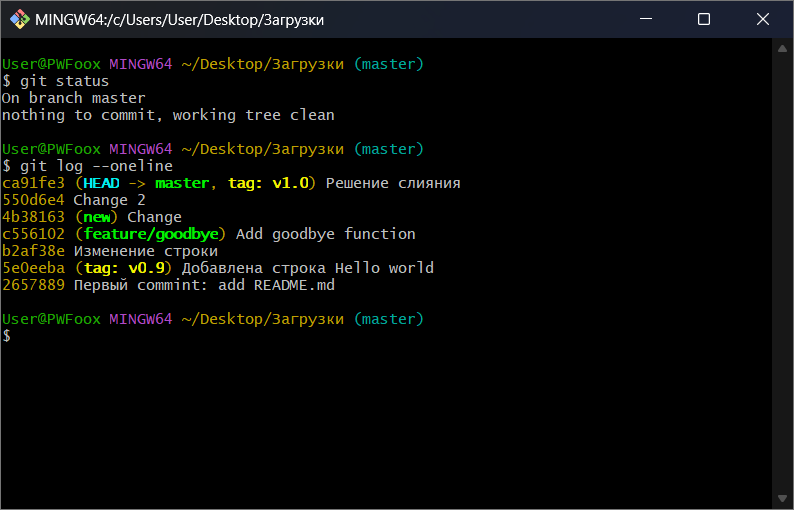 MINGW64:/c/Users/User/Desktop/Загрузки
User@PWFoox MINGW64 ~/Desktop/Загрузки (master)
$ git status
On branch master
nothing to commit, working tree clean
User@PWFoox MINGW64 ~/Desktop/Загрузки (master)
$ git log --oneline
ca91fe3 (HEAD -> master, tag: v1.0) Решение слияния
550d6e4 Change 2
4b38163 (new) Change
c556102 (feature/goodbye) Add goodbye function
b2af38e Изменение строки
5e0eeba (tag: v0.9) Добавлена строка Hello world
2657889 Первый commint: add README.md
User@PWFoox MINGW64 ~/Desktop/Загрузки (master)
$